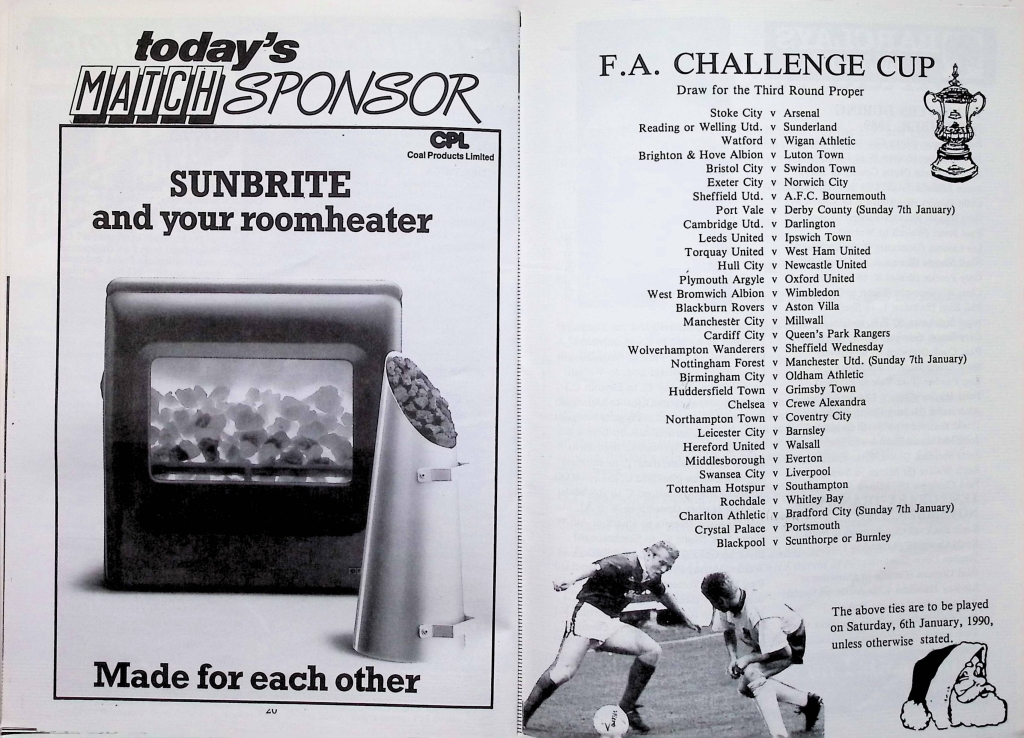 today's
MATCH SPONSOR
CPL
Coal Products Limited
SUNBRITE
and your roomheater
Made for each other
20
F.A. CHALLENGE CUP
Draw for the Third Round Proper
Stoke City v Arsenal
Reading or Welling Utd. v Sunderland
Watford v Wigan Athletic
Brighton & Hove Albion v Luton Town
Bristol City v Swindon Town
Exeter City v Norwich City
Sheffield Utd. v A.F.C. Bournemouth
Port Vale v Derby County (Sunday 7th January)
Cambridge Utd. v Darlington
Leeds United v Ipswich Town
Torquay United v West Ham United
Hull City v Newcastle United
Plymouth Argyle v Oxford United
West Bromwich Albion v Wimbledon
Blackburn Rovers v Aston Villa
Manchester City v Millwall
Cardiff City v Queen's Park Rangers
Wolverhampton Wanderers v Sheffield Wednesday
Nottingham Forest v Manchester Utd. (Sunday 7th January)
Birmingham City v Oldham Athletic
Huddersfield Town v Grimsby Town
Chelsea v Crewe Alexandra
Northampton Town v Coventry City
Leicester City v Barnsley
Hereford United v Walsall
Middlesborough v Everton
Swansea City v Liverpool
Tottenham Hotspur v Southampton
Rochdale v Whitley Bay
Charlton Athletic v Bradford City (Sunday 7th January)
Crystal Palace v Portsmouth
Blackpool v Scunthorpe or Burnley
The above ties are to be played
on Saturday, 6th January, 1990,
unless otherwise stated.